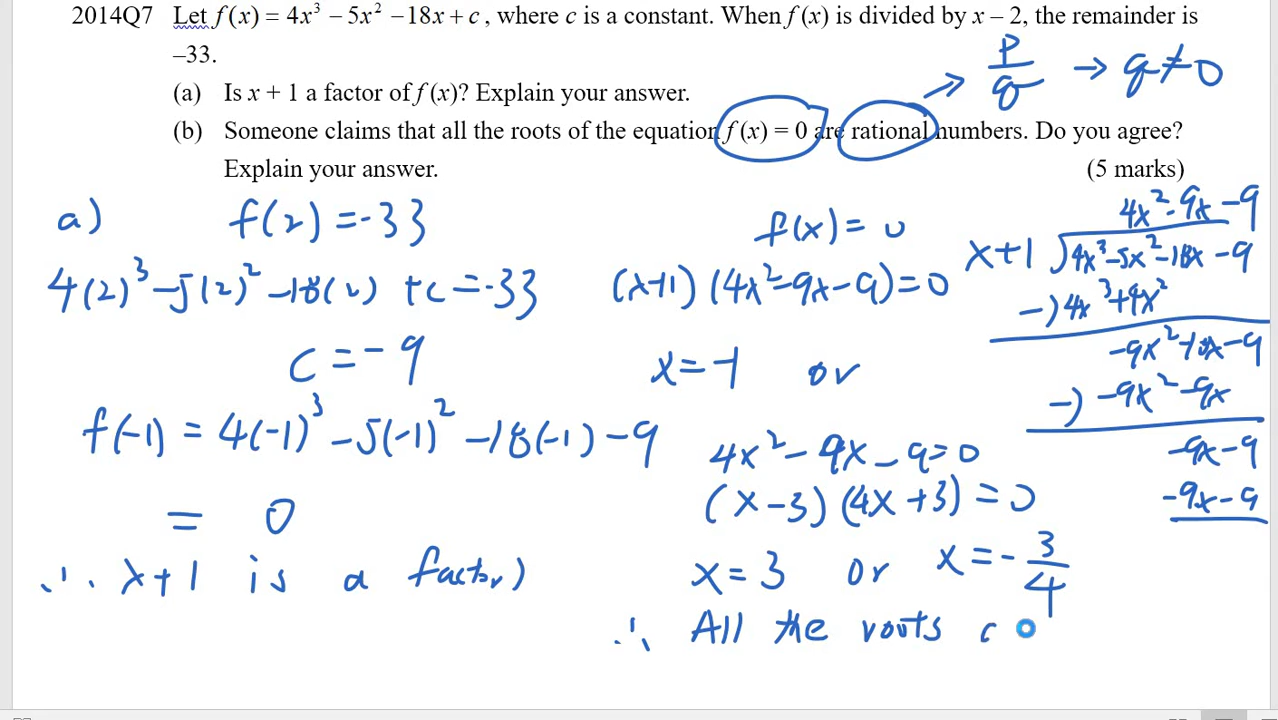 2014Q7 Let f(x) = 4x³ − 5x² − 18x + c, where c is a constant. When f(x) is divided by x − 2, the remainder is
−33.
(a) Is x + 1 a factor of f(x)? Explain your answer.
(b) Someone claims that all the roots of the equation f(x) = 0 are rational numbers. Do you agree?
Explain your answer. (5 marks)
→ p/q → q ≠ 0
a) f(2) = -33
4(2)³ - 5(2)² - 18(2) + c = -33
c = -9
f(-1) = 4(-1)³ - 5(-1)² - 18(-1) - 9
= 0
∴ x+1 is a factor)
f(x) = 0
(x+1)(4x² - 9x - 9) = 0
x = -1 or
4x² - 9x - 9 = 0
(x-3)(4x+3) = 0
x = 3 or x = -3/4
∴ All the roots
4x² - 9x - 9
x+1 ) 4x³ - 5x² - 18x - 9
-) 4x³ + 4x²
-9x² - 18x - 9
-) -9x² - 9x
-9x - 9
-9x - 9